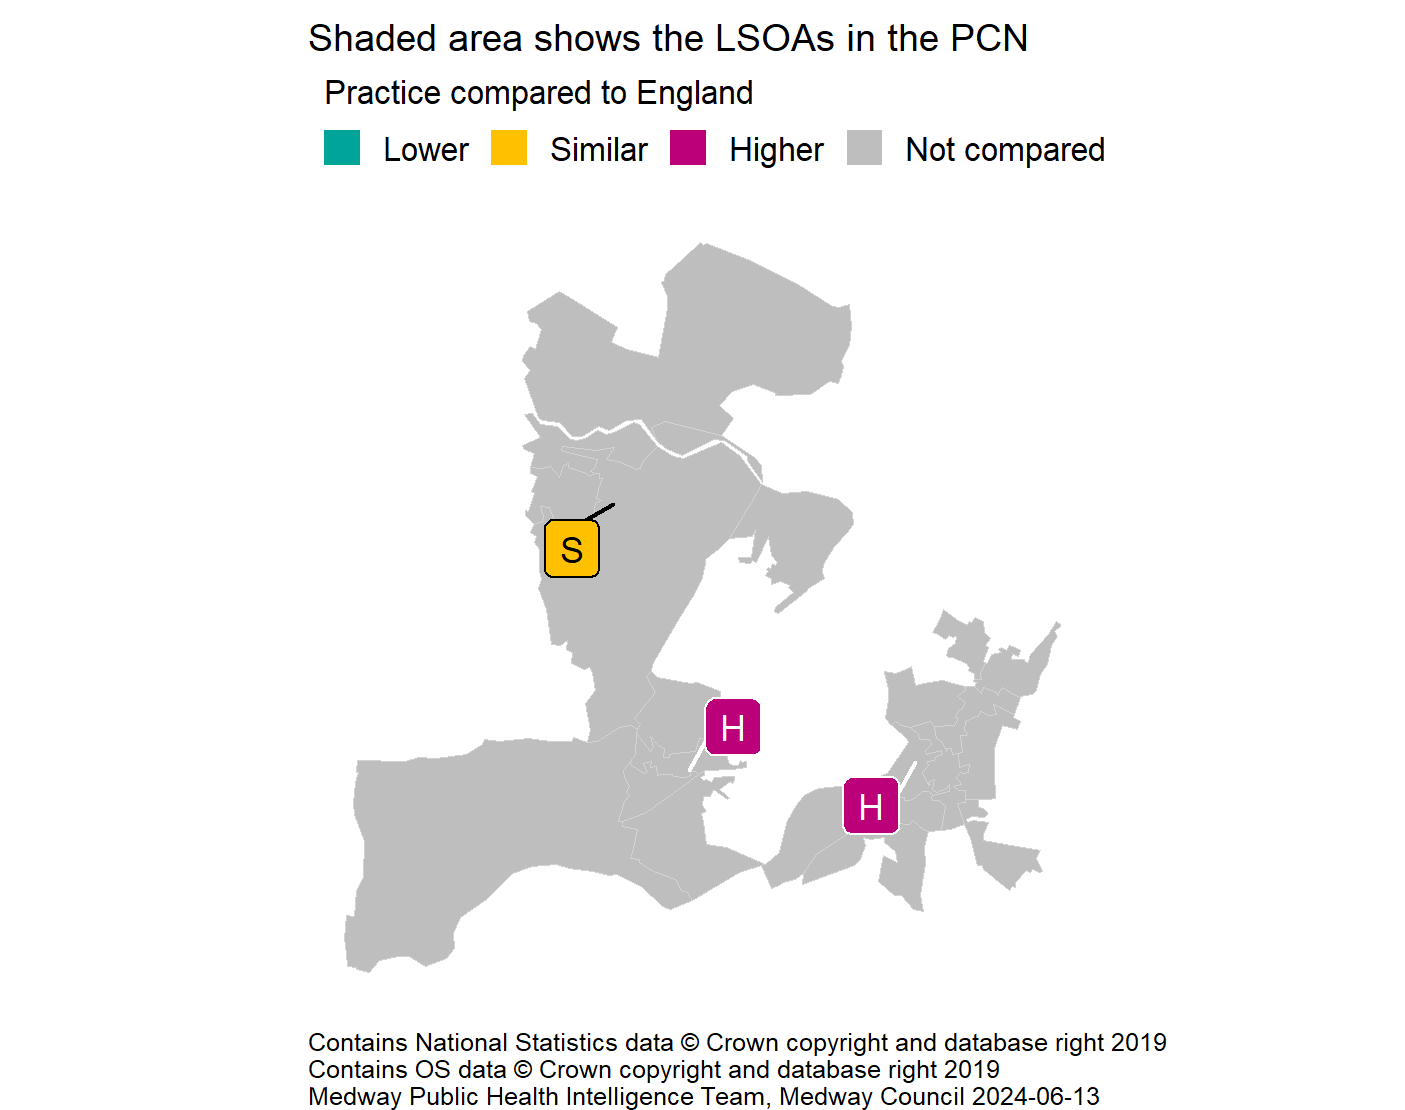 Shaded area shows the LSOAs in the PCN
Practice compared to England
Lower Similar Higher Not compared
S
H
H
Contains National Statistics data © Crown copyright and database right 2019
Contains OS data © Crown copyright and database right 2019
Medway Public Health Intelligence Team, Medway Council 2024-06-13